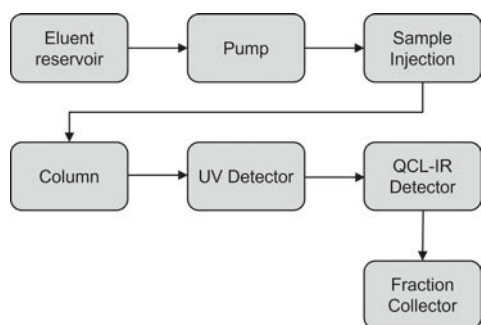 Eluent
reservoir
Pump
Sample
Injection
Column
UV Detector
QCL-IR
Detector
Fraction
Collector